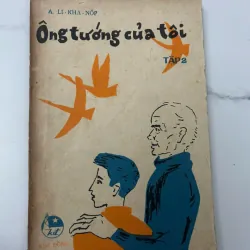 A. LI-KHA-NỐP
Ông tướng của tôi
TẬP 2